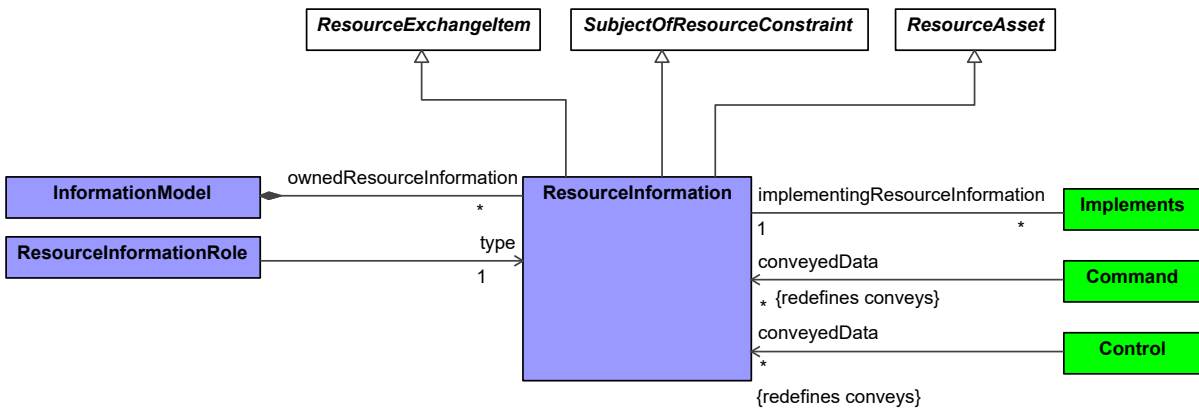 ResourceExchangeItem
SubjectOfResourceConstraint
ResourceAsset
InformationModel
ownedResourceInformation
*
ResourceInformation
implementingResourceInformation
1
*
Implements
ResourceInformationRole
type
1
conveyedData
* {redefines conveys}
Command
conveyedData
*
{redefines conveys}
Control